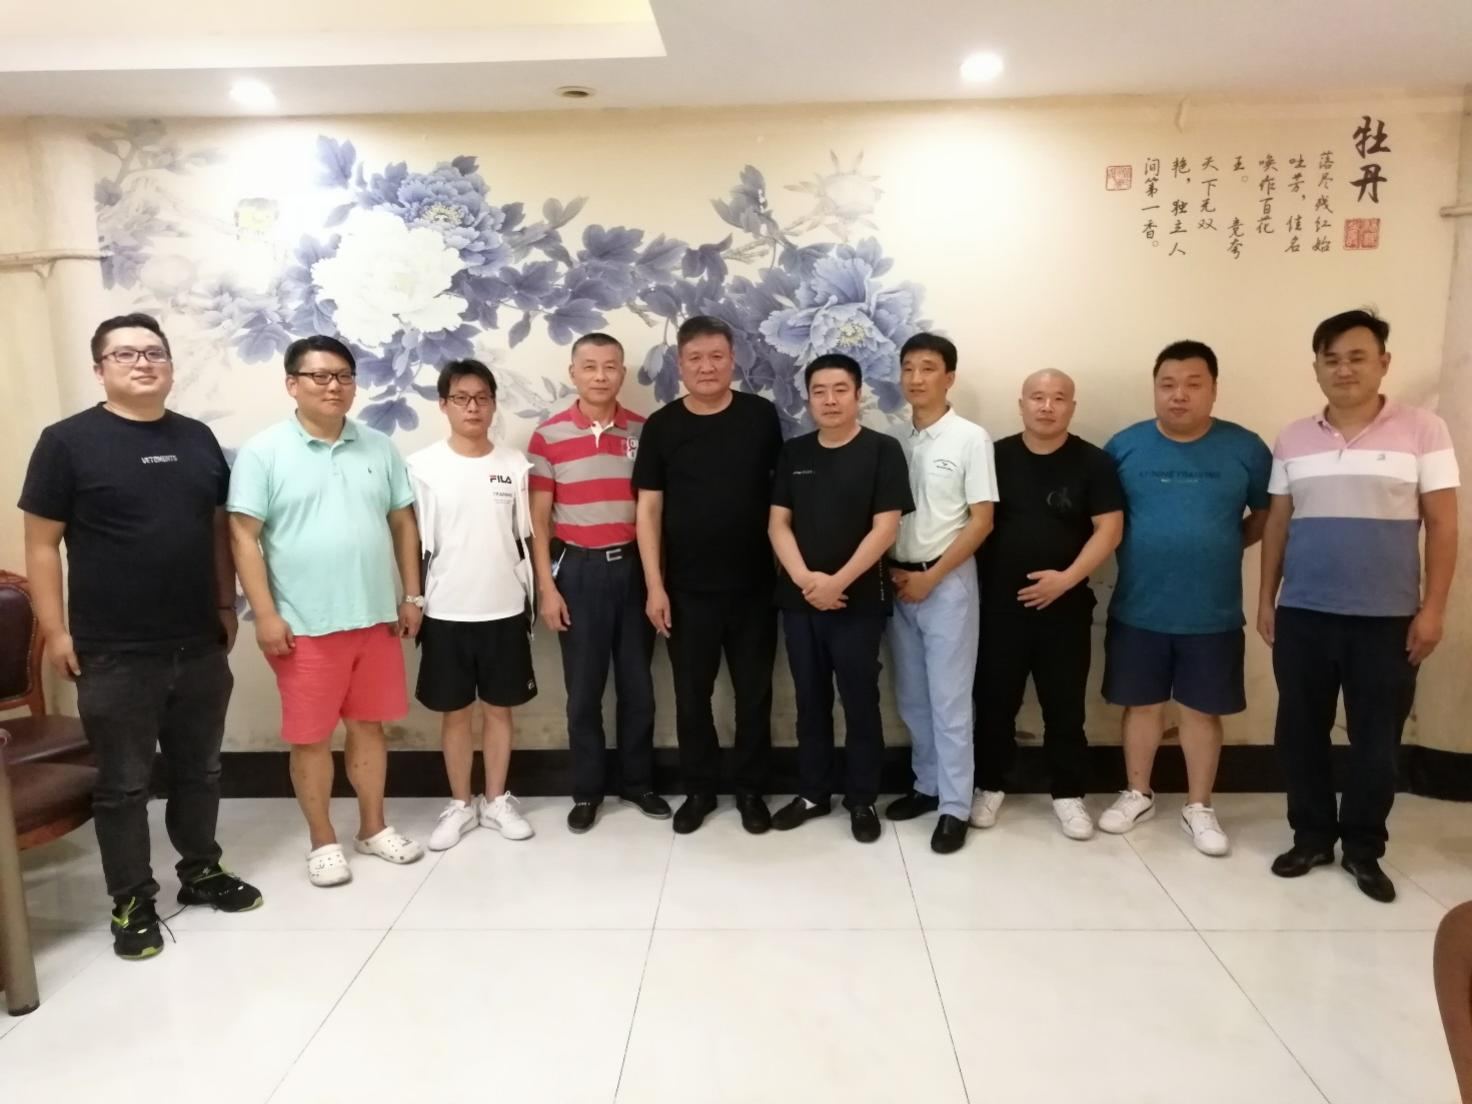 牡丹
落尽残红始
吐芳，佳名
唤作百花
王。 竟夸
天下无双
艳，独立人
间第一香。
VETEMENTS
FILA
TRAINING